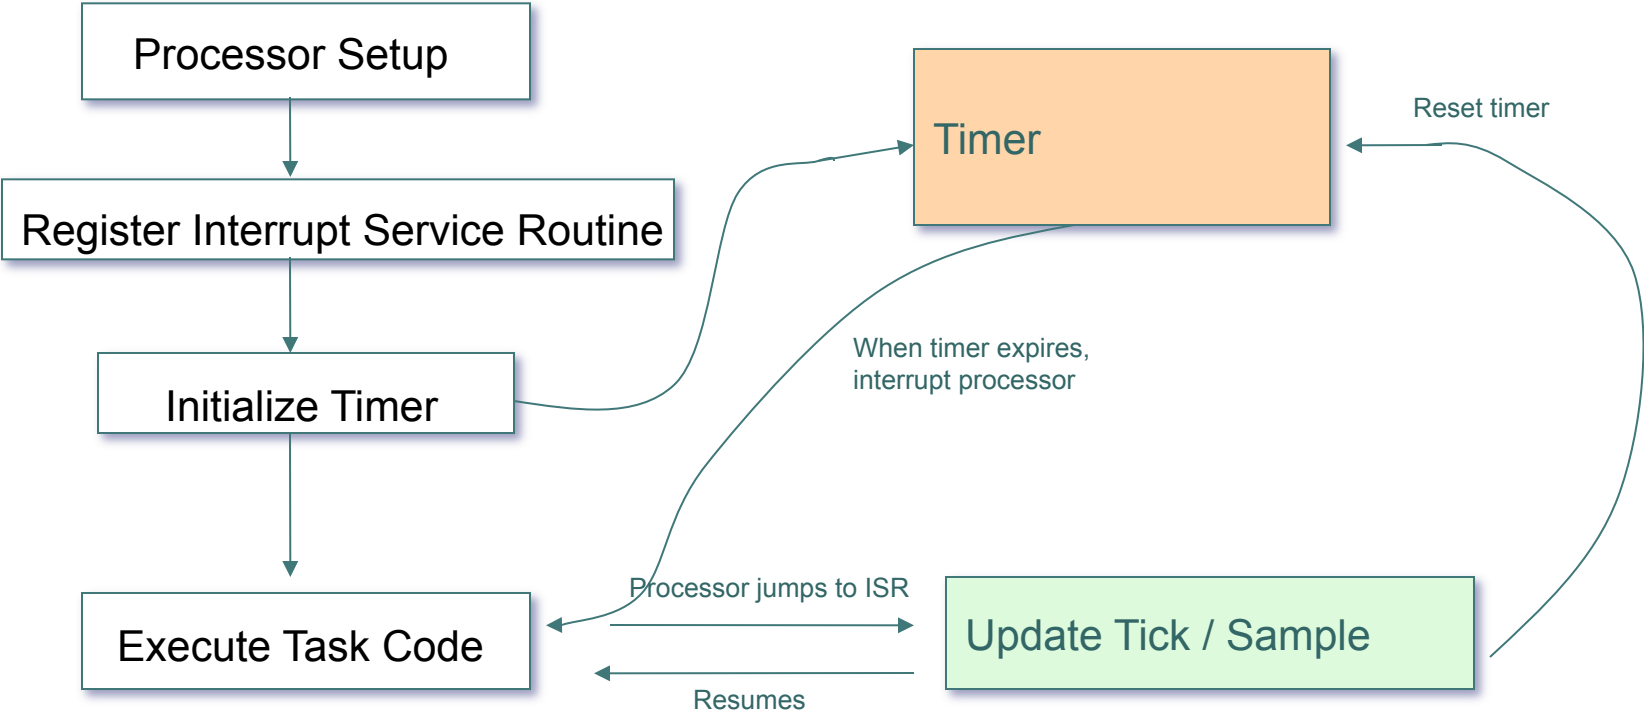 Processor Setup
Register Interrupt Service Routine
Initialize Timer
Execute Task Code
Timer
Reset timer
When timer expires,
interrupt processor
Processor jumps to ISR
Update Tick / Sample
Resumes